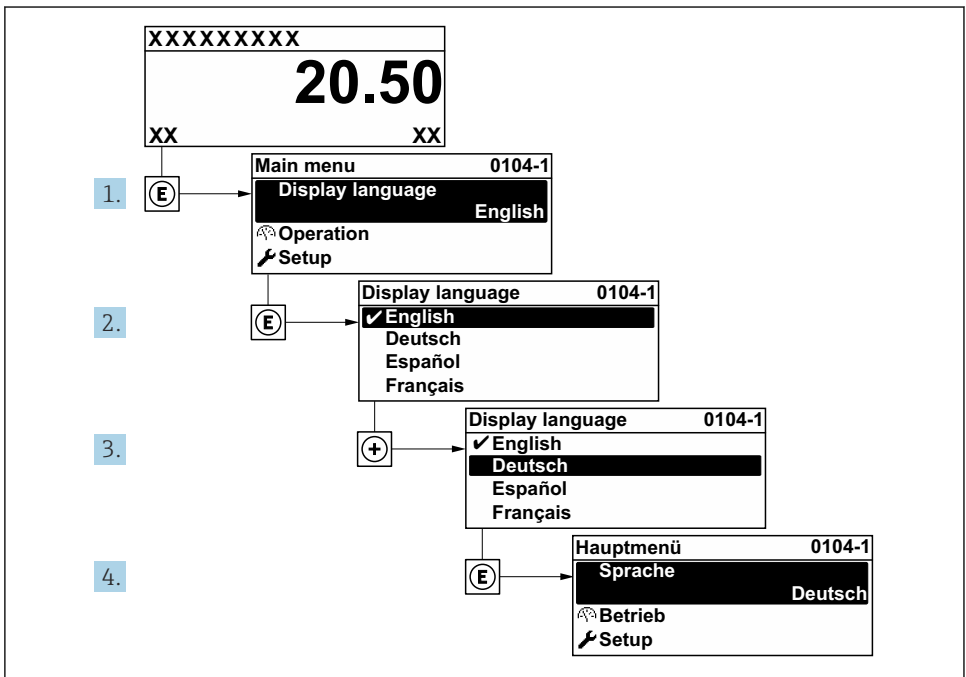 XXXXXXXXX
20.50
XX XX
1. E
Main menu 0104-1
Display language
English
Operation
Setup
2. E
Display language 0104-1
✔English
Deutsch
Español
Français
3. +
Display language 0104-1
✔English
Deutsch
Español
Français
4. E
Hauptmenü 0104-1
Sprache
Deutsch
Betrieb
Setup